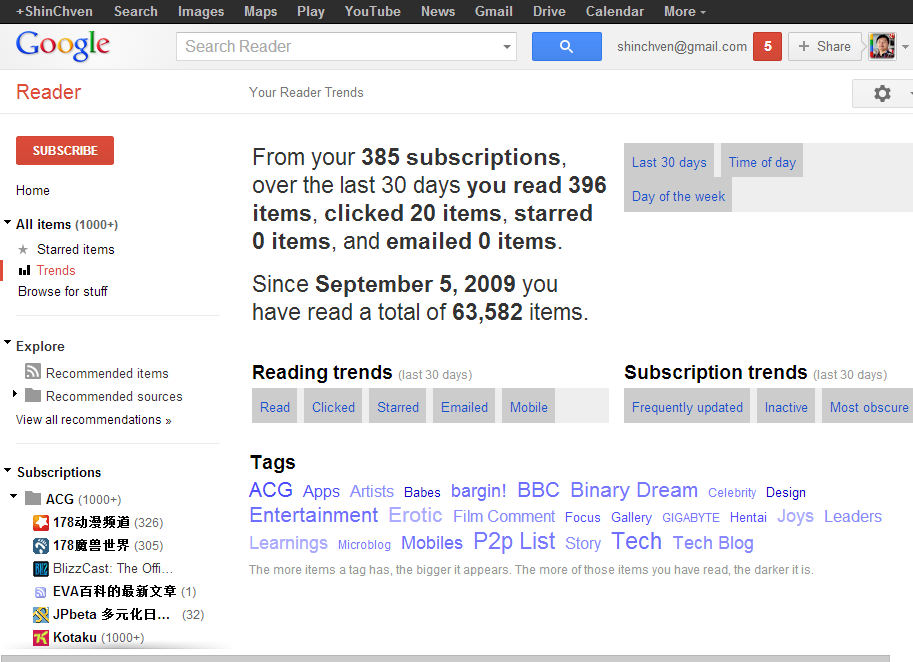 +ShinChven Search Images Maps Play YouTube News Gmail Drive Calendar More
Google
Search Reader
shinchven@gmail.com 5 + Share
Reader
Your Reader Trends
SUBSCRIBE
Home
All items (1000+)
Starred items
Trends
Browse for stuff
Explore
Recommended items
Recommended sources
View all recommendations »
Subscriptions
ACG (1000+)
178动漫频道 (326)
178魔兽世界 (305)
BlizzCast: The Offi...
EVA百科的最新文章 (1)
JPbeta 多元化日... (32)
Kotaku (1000+)
From your 385 subscriptions,
over the last 30 days you read 396
items, clicked 20 items, starred
0 items, and emailed 0 items.
Since September 5, 2009 you
have read a total of 63,582 items.
Last 30 days Time of day
Day of the week
Reading trends (last 30 days)
Read Clicked Starred Emailed Mobile
Subscription trends (last 30 days)
Frequently updated Inactive Most obscure
Tags
ACG Apps Artists Babes bargin! BBC Binary Dream Celebrity Design
Entertainment Erotic Film Comment Focus Gallery GIGABYTE Hentai Joys Leaders
Learnings Microblog Mobiles P2p List Story Tech Tech Blog
The more items a tag has, the bigger it appears. The more of those items you have read, the darker it is.